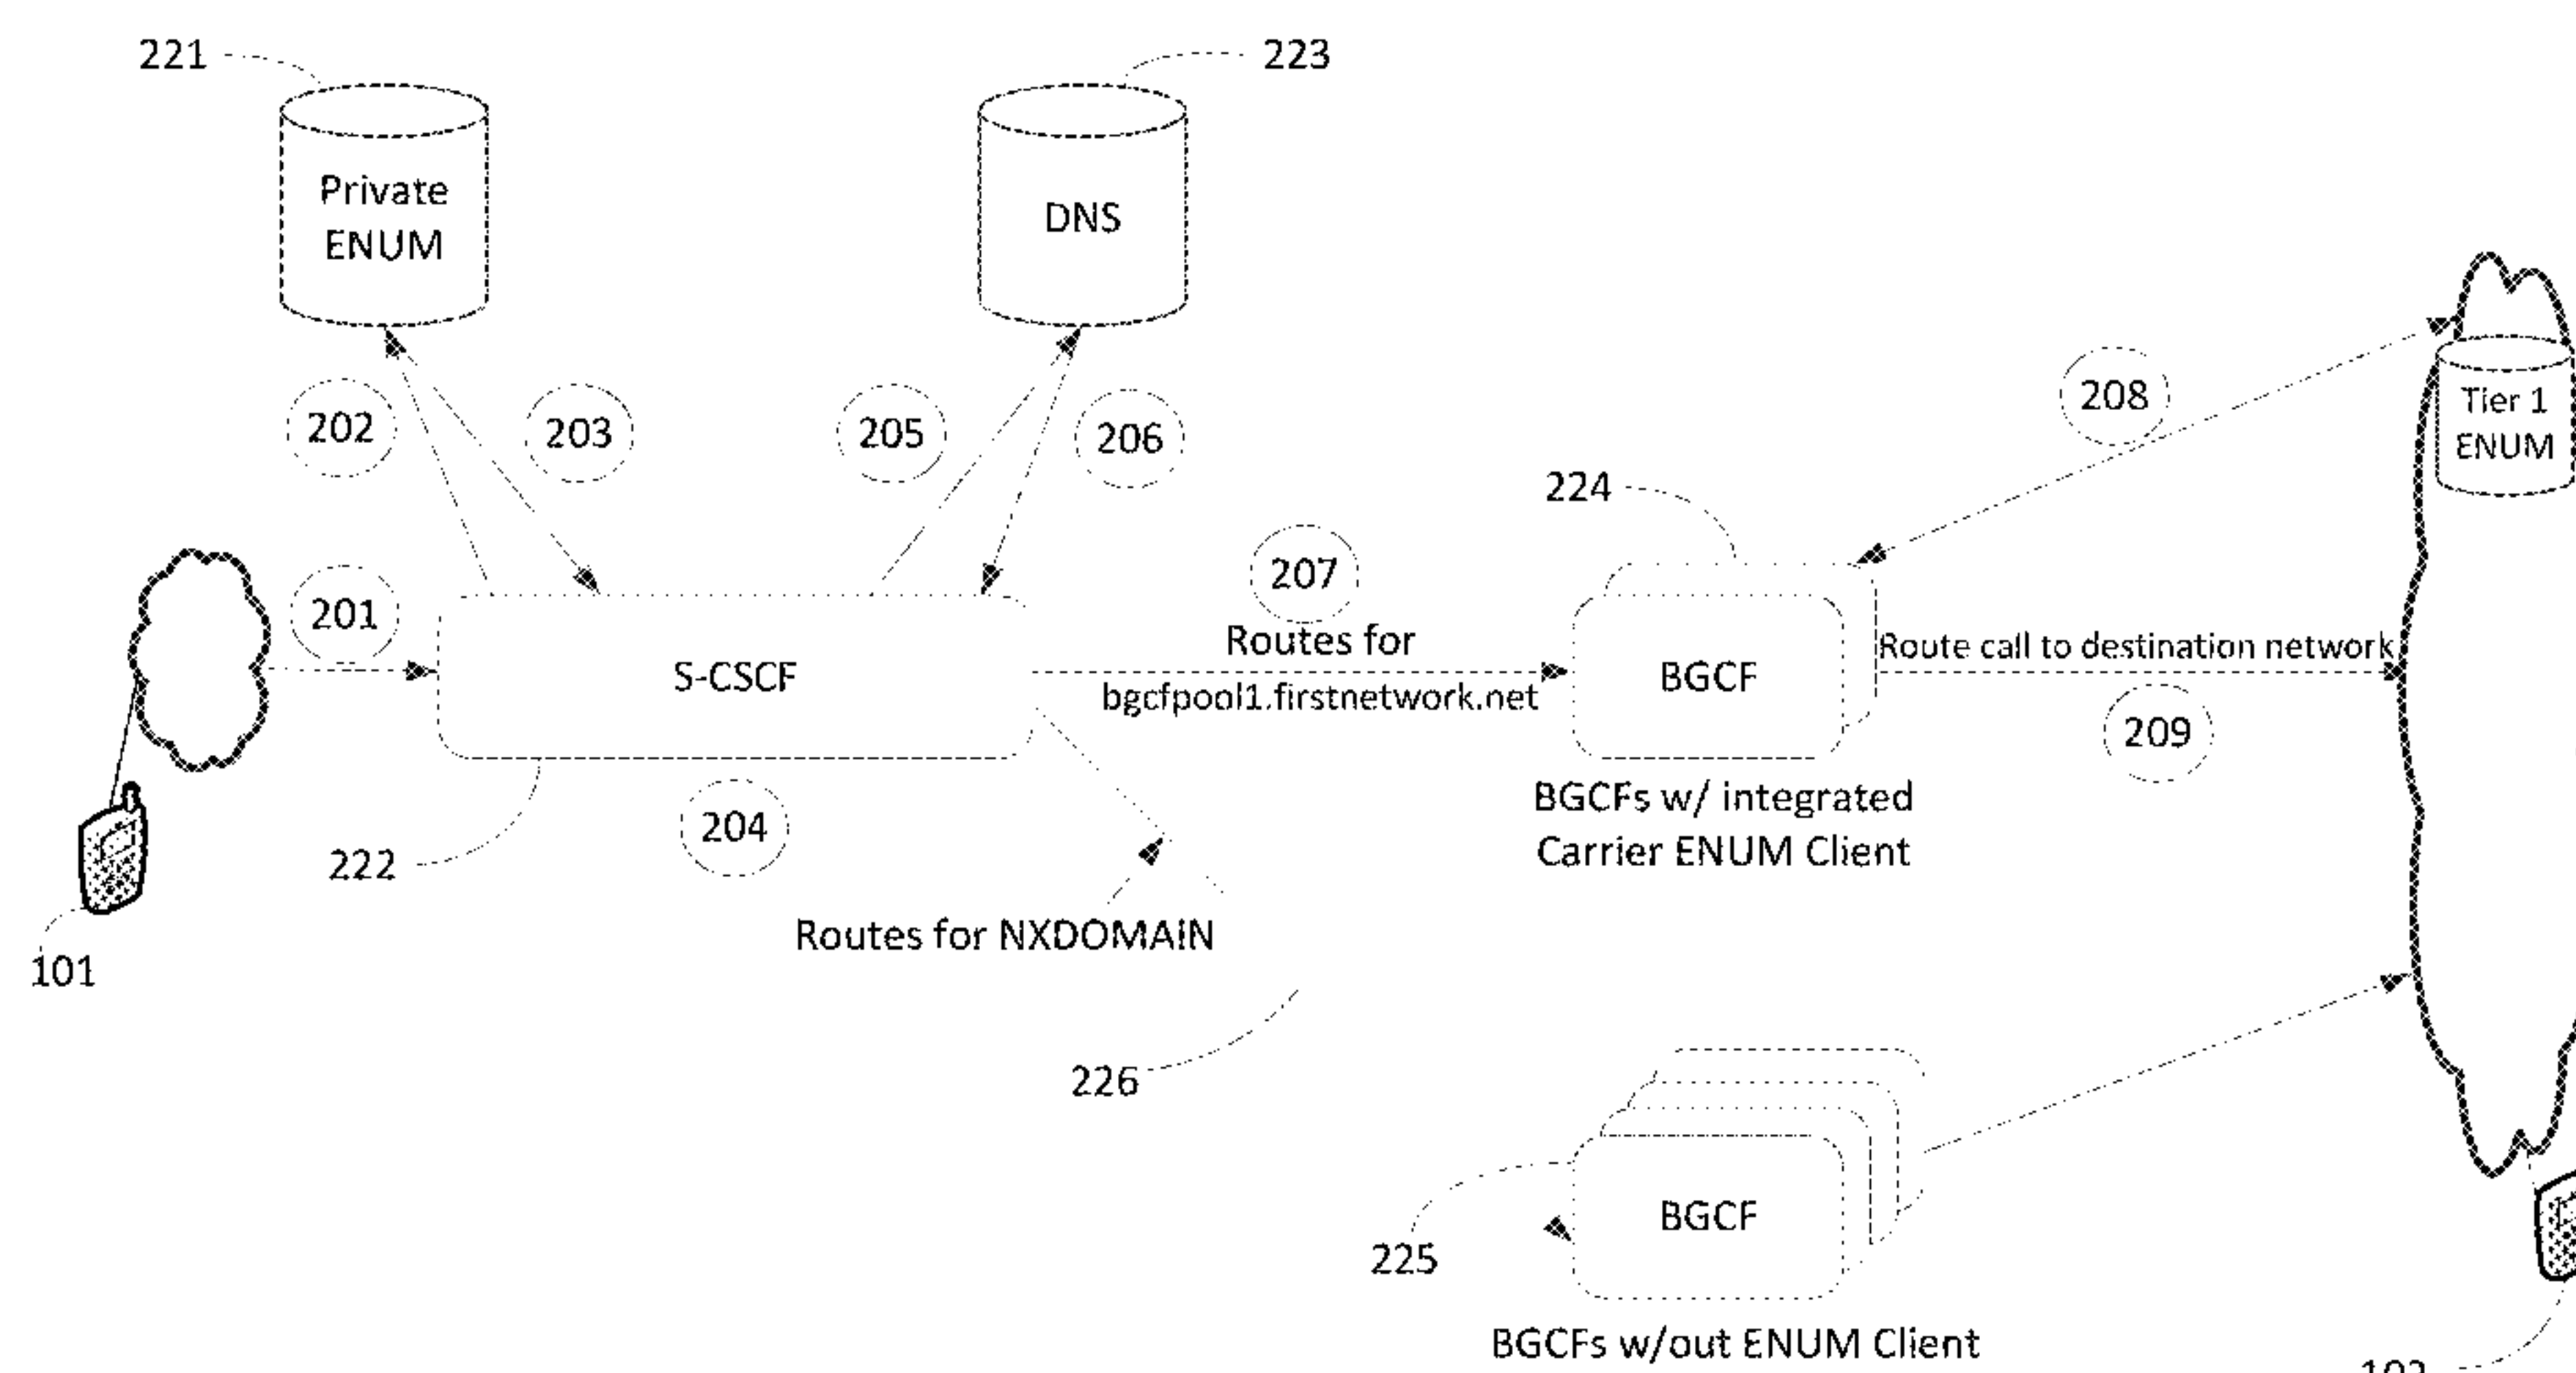 221
223
Private
ENUM
DNS
202
203
205
206
208
Tier 1
ENUM
224
201
207
Routes for
bgcfpool1.firstnetwork.net
S-CSCF
BGCF
Route call to destination network
209
BGCFs w/ integrated
Carrier ENUM Client
204
222
101
Routes for NXDOMAIN
226
225
BGCF
BGCFs w/out ENUM Client